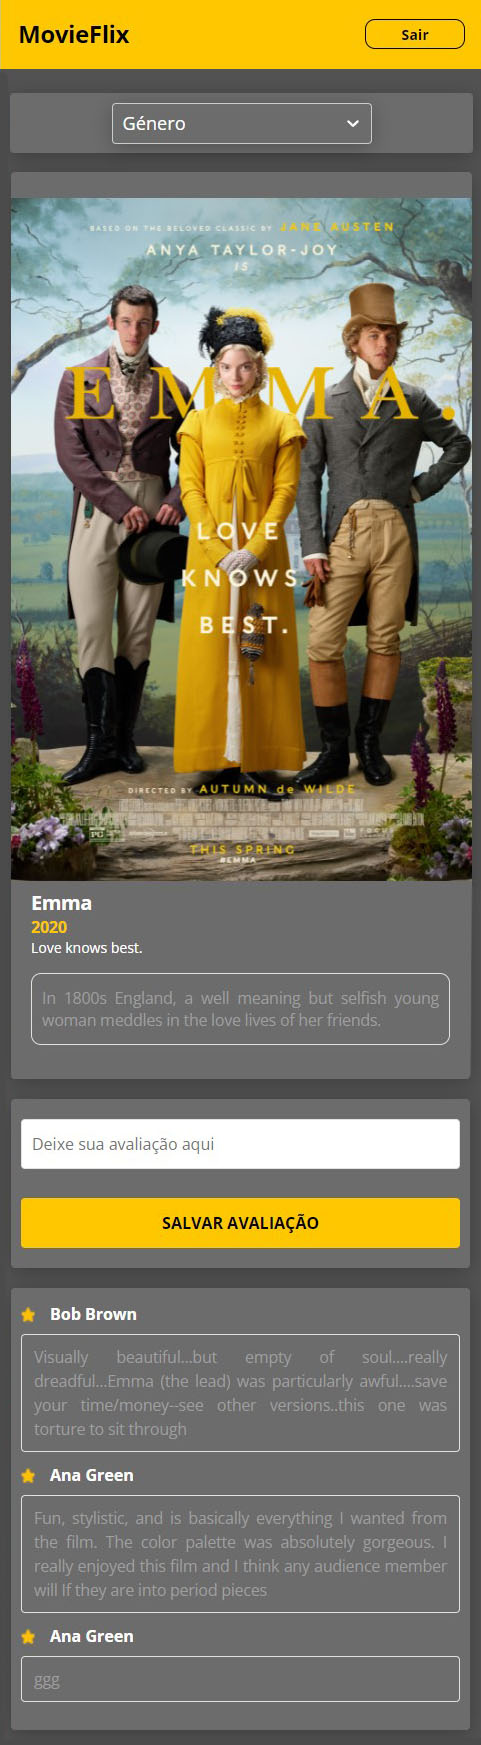 MovieFlix
Sair
Género
BASED ON THE BELOVED CLASSIC BY JANE AUSTEN
ANYA TAYLOR-JOY
IS
EMMA.
LOVE
KNOWS
BEST.
DIRECTED BY AUTUMN de WILDE
PG
FOCUS
THIS SPRING
#EMMA
Emma
2020
Love knows best.
In 1800s England, a well meaning but selfish young
woman meddles in the love lives of her friends.
Deixe sua avaliação aqui
SALVAR AVALIAÇÃO
Bob Brown
Visually beautiful...but empty of soul....really
dreadful...Emma (the lead) was particularly awful....save
your time/money--see other versions..this one was
torture to sit through
Ana Green
Fun, stylistic, and is basically everything I wanted from
the film. The color palette was absolutely gorgeous. I
really enjoyed this film and I think any audience member
will If they are into period pieces
Ana Green
ggg